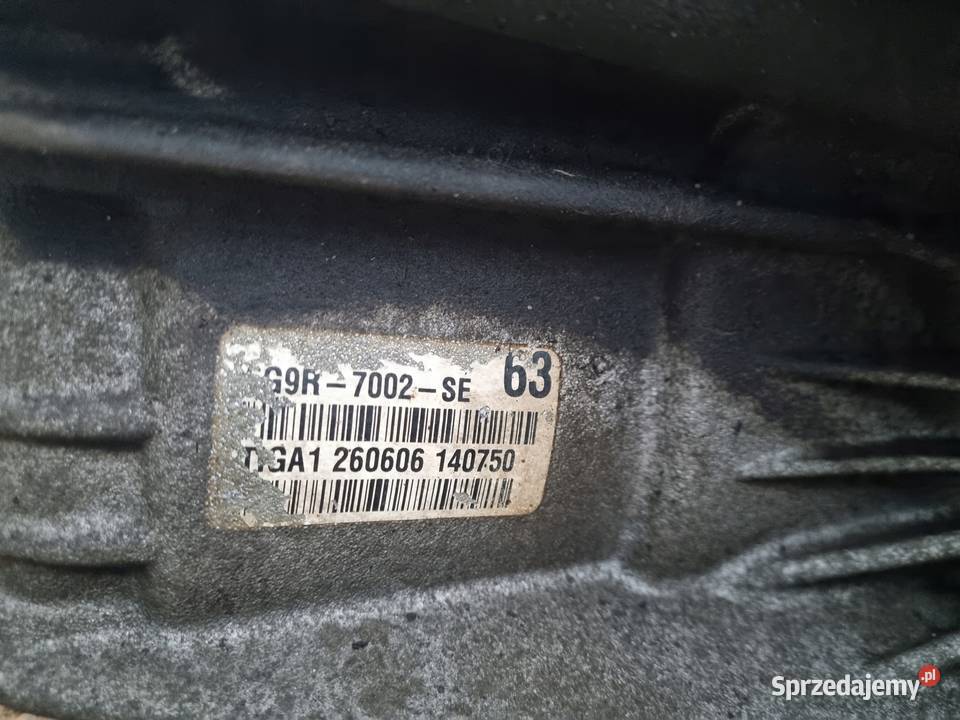 G9R-7002-SE 63
GA1 260606 140750
Sprzedajemy.pl